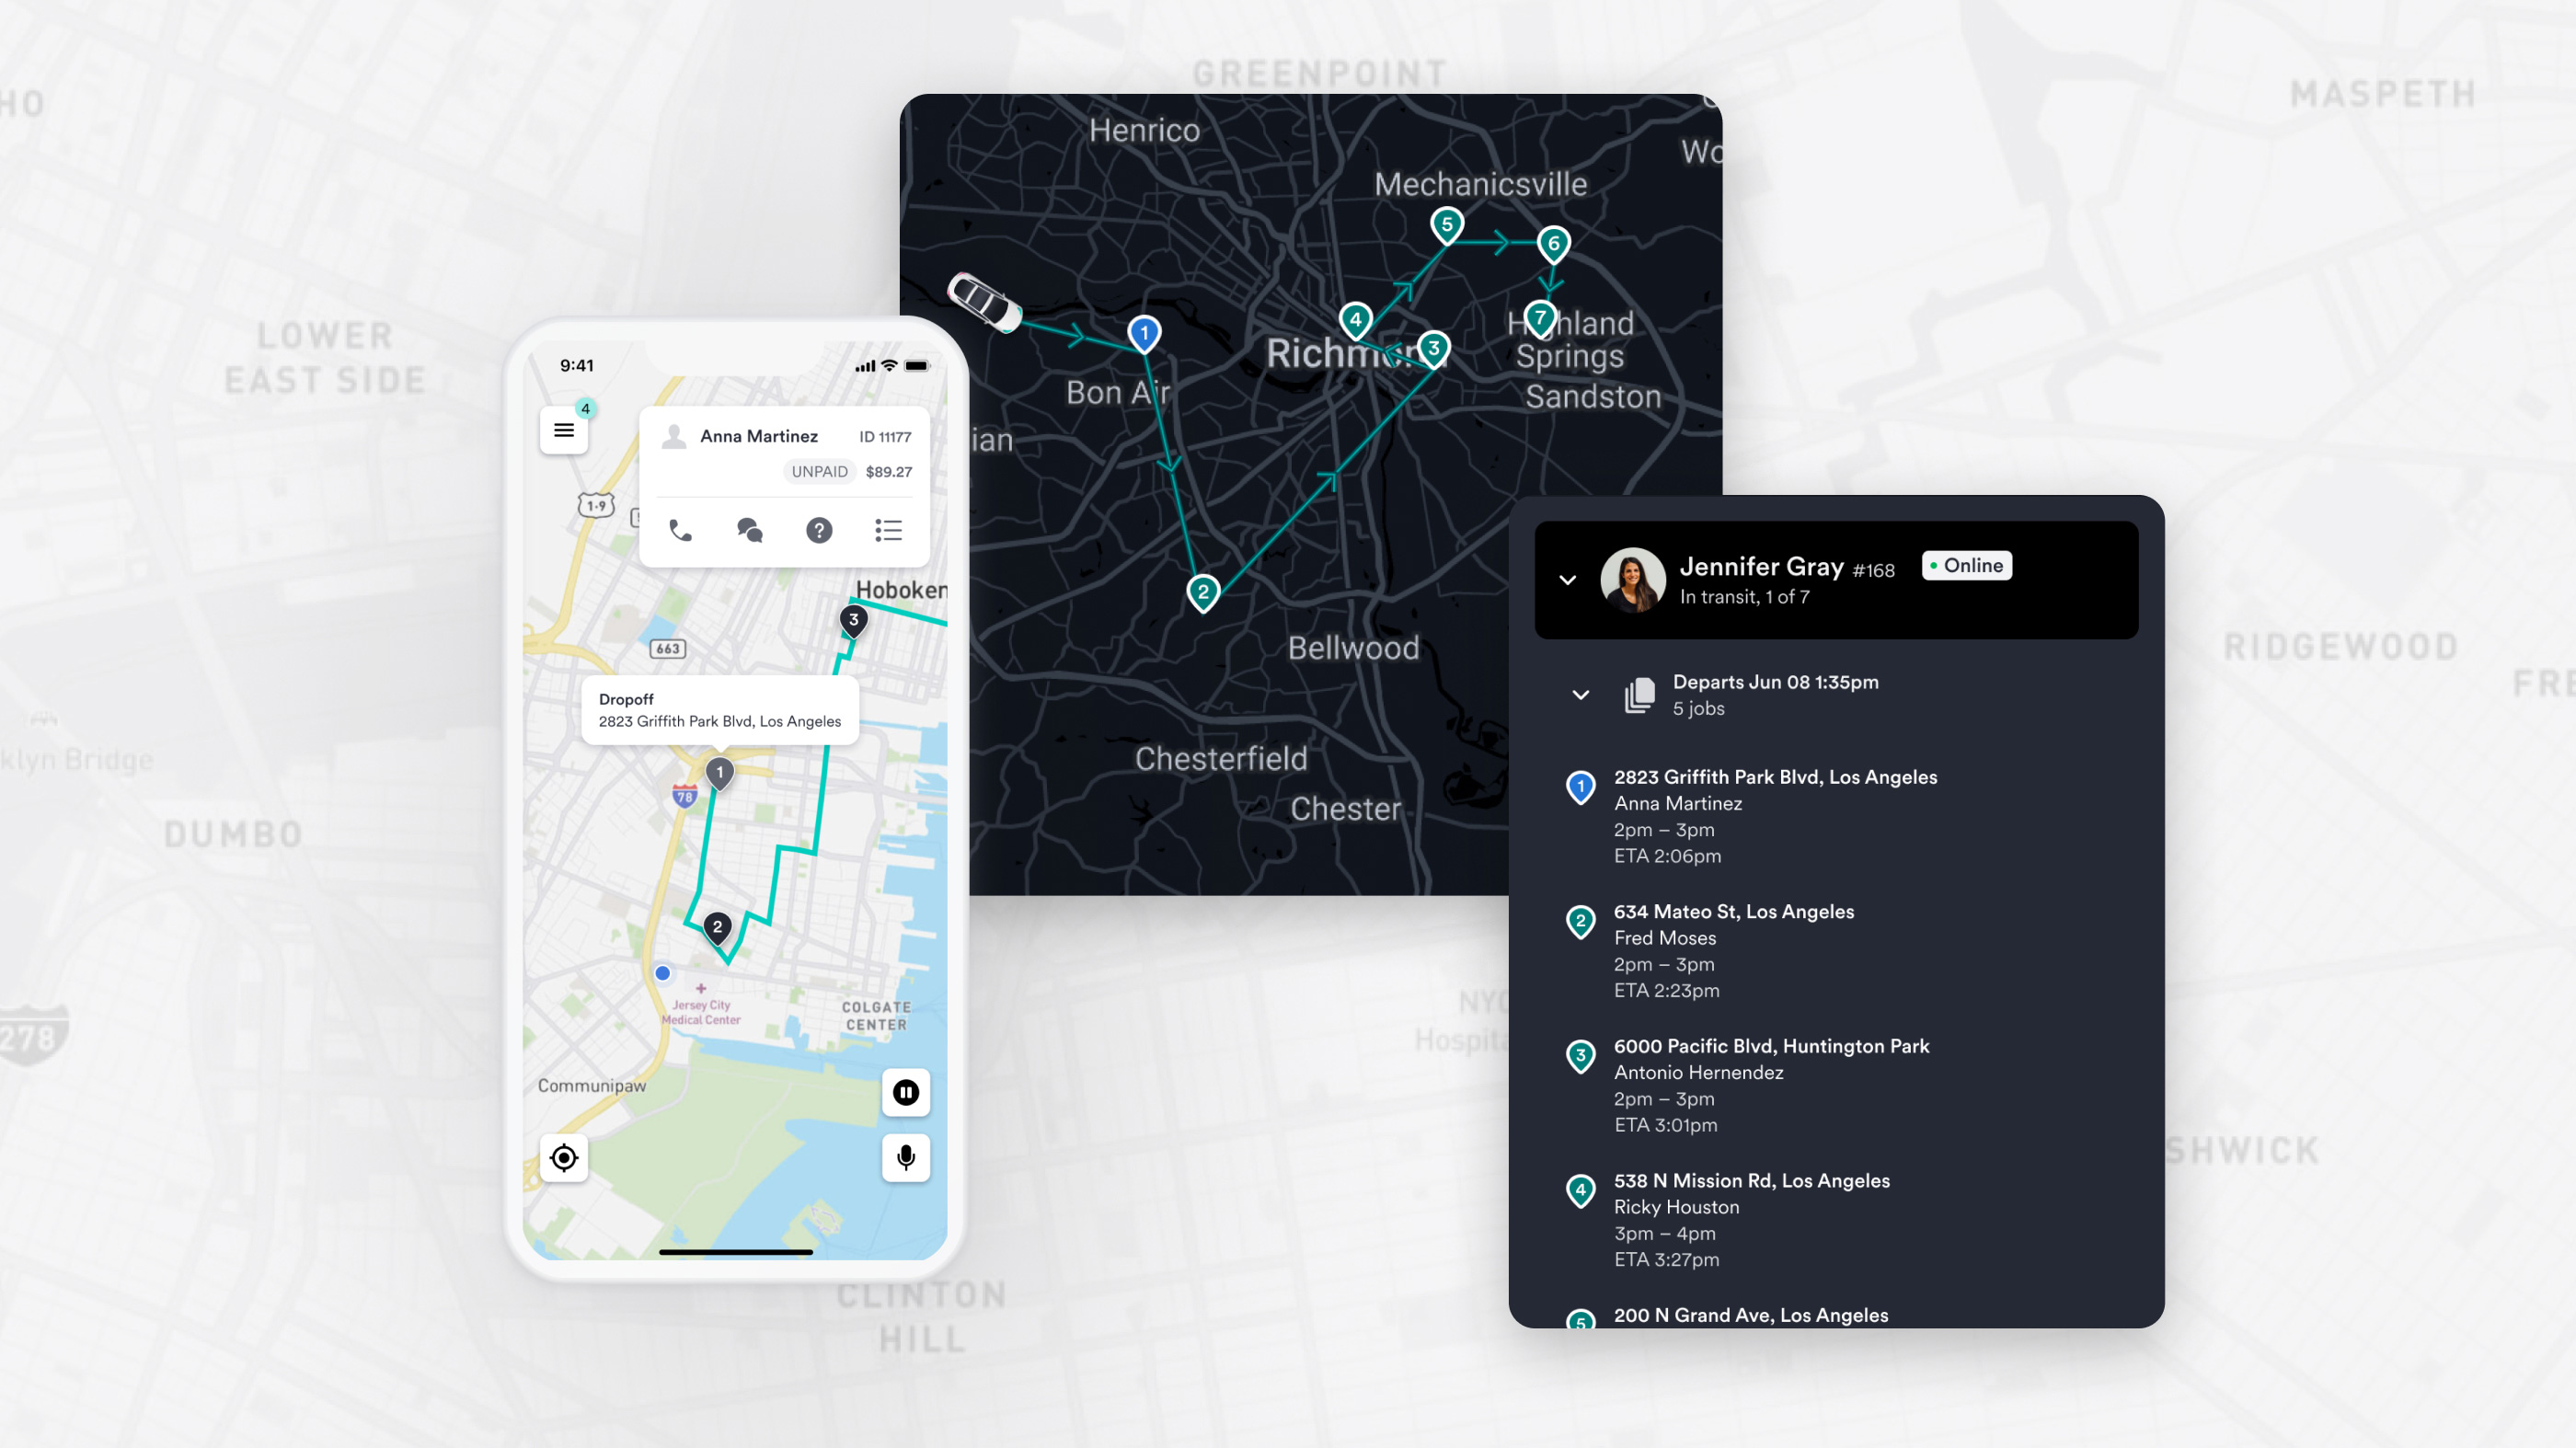 GREENPOINT
MASPETH
HO
LOWER
EAST SIDE
klyn Bridge
DUMBO
278
CLINTON
HILL
NYC
Hospita
RIDGEWOOD
FRE
SHWICK
Henrico
Mechanicsville
Wo
5
6
7
4
3
1
Highland
Springs
Richmon
Bon Air
Sandston
ian
2
Bellwood
Chesterfield
Chester
9:41
4
Anna Martinez
ID 11177
UNPAID
$89.27
?
1-9
Hoboken
3
663
Dropoff
2823 Griffith Park Blvd, Los Angeles
1
78
2
Jersey City
Medical Center
COLGATE
CENTER
Communipaw
Jennifer Gray #168
Online
In transit, 1 of 7
Departs Jun 08 1:35pm
5 jobs
1
2823 Griffith Park Blvd, Los Angeles
Anna Martinez
2pm – 3pm
ETA 2:06pm
2
634 Mateo St, Los Angeles
Fred Moses
2pm – 3pm
ETA 2:23pm
3
6000 Pacific Blvd, Huntington Park
Antonio Hernendez
2pm – 3pm
ETA 3:01pm
4
538 N Mission Rd, Los Angeles
Ricky Houston
3pm – 4pm
ETA 3:27pm
5
200 N Grand Ave, Los Angeles